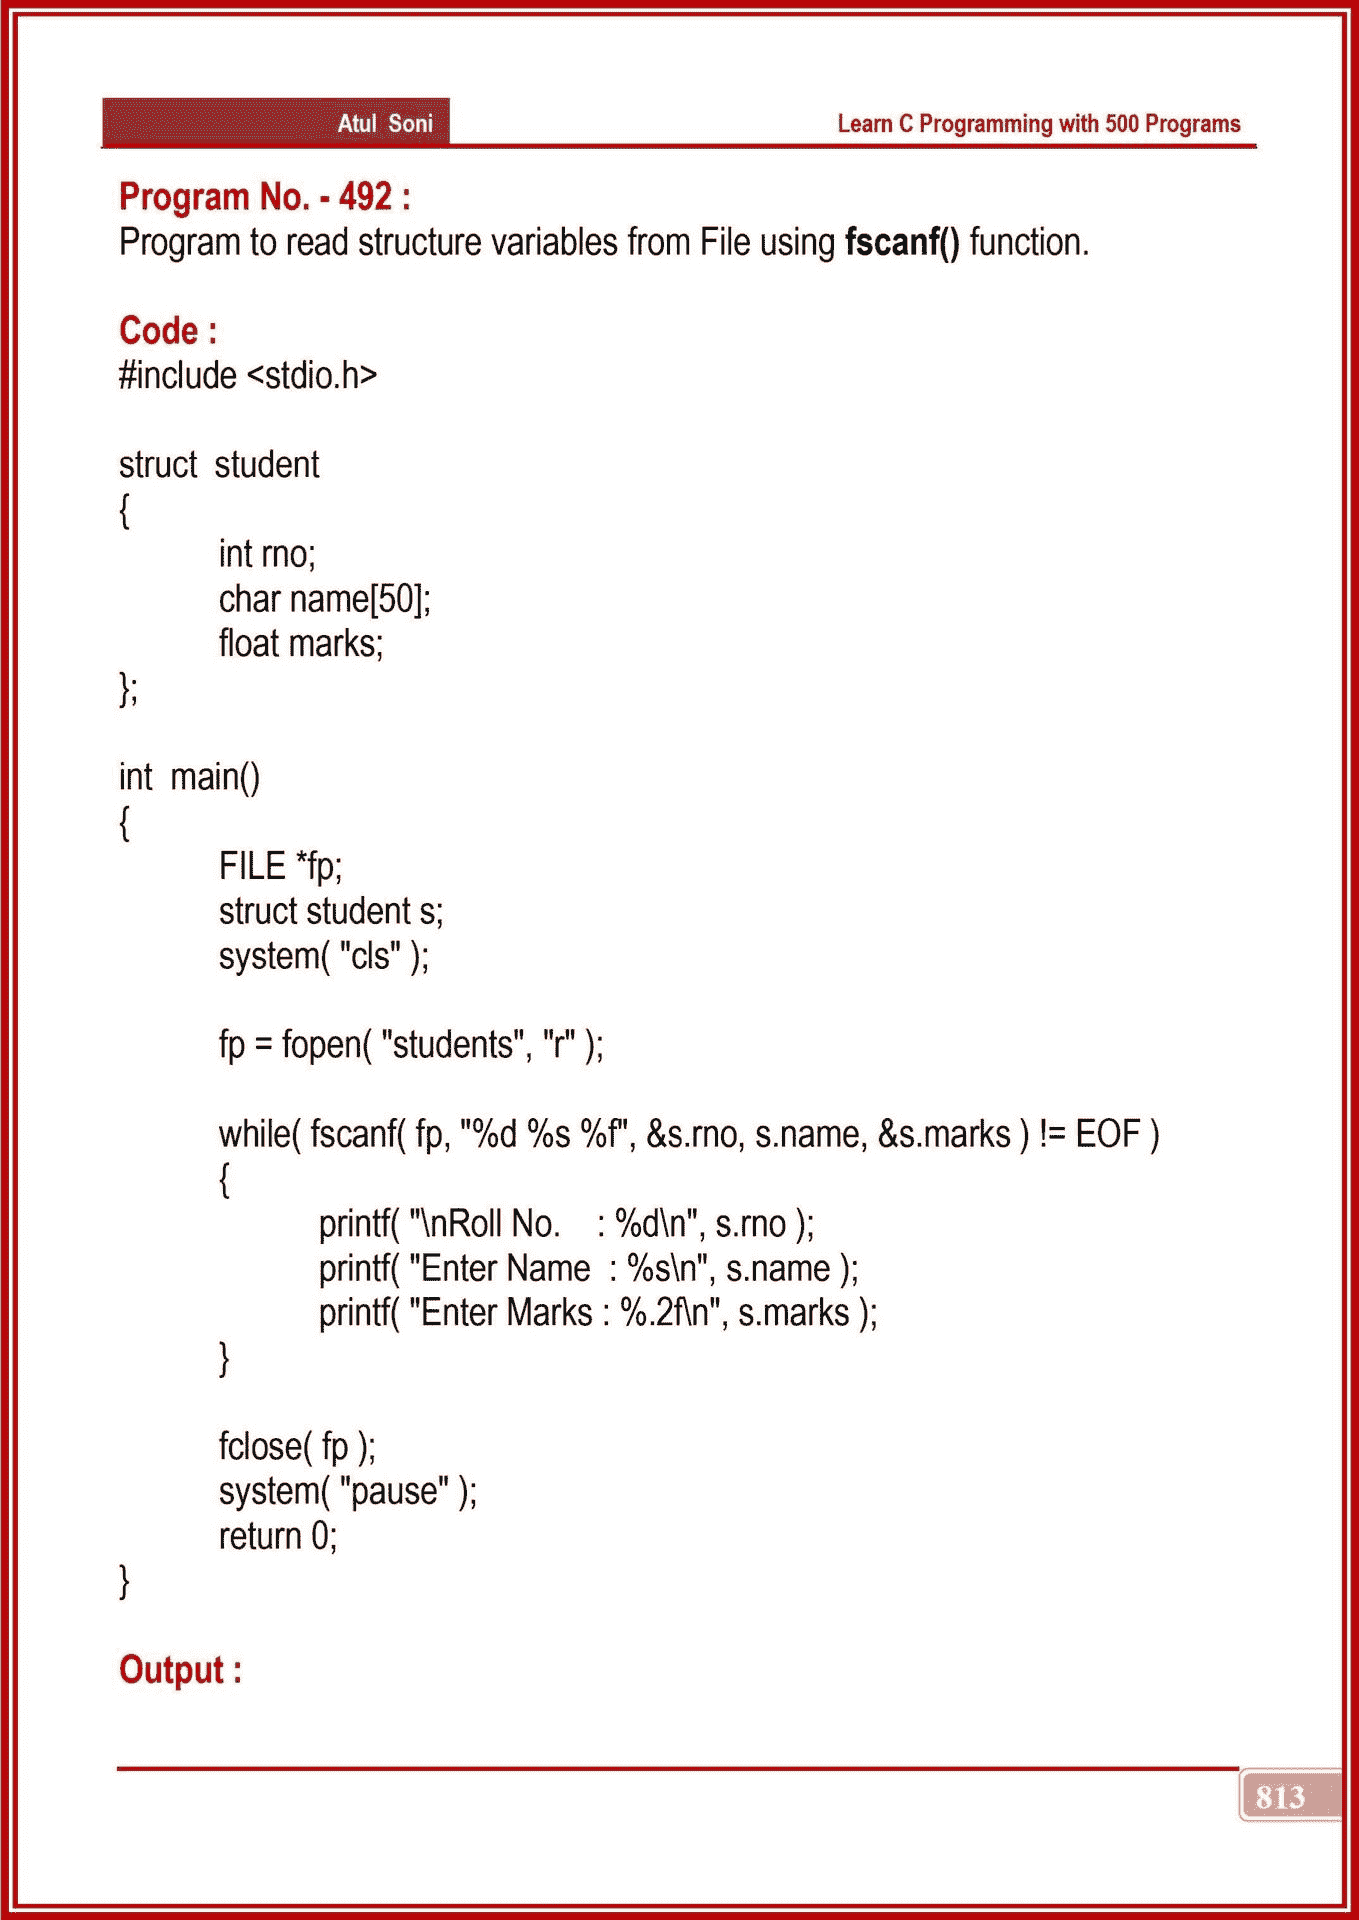 Atul Soni
Learn C Programming with 500 Programs
Program No. - 492 :
Program to read structure variables from File using fscanf() function.
Code :
#include <stdio.h>
struct student
{
int rno;
char name[50];
float marks;
};
int main()
{
FILE *fp;
struct student s;
system( "cls" );
fp = fopen( "students", "r" );
while( fscanf( fp, "%d %s %f", &s.rno, s.name, &s.marks ) != EOF )
{
printf( "\nRoll No.    : %d\n", s.rno );
printf( "Enter Name  : %s\n", s.name );
printf( "Enter Marks : %.2f\n", s.marks );
}
fclose( fp );
system( "pause" );
return 0;
}
Output :
813